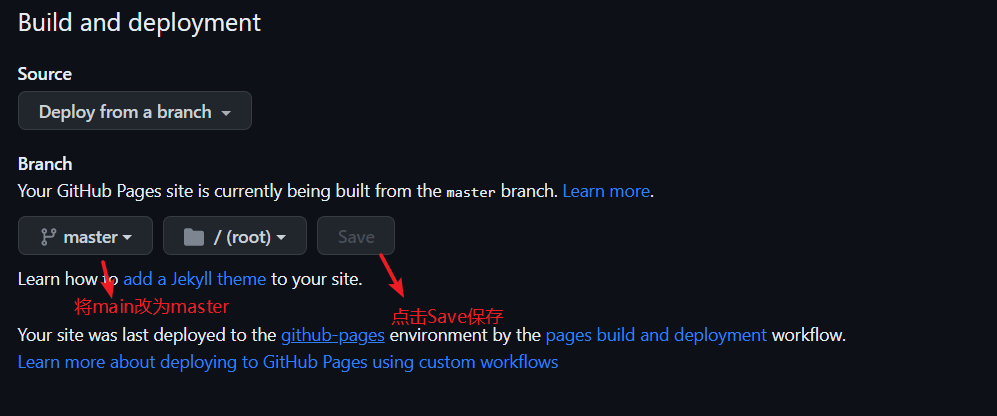 Build and deployment
Source
Deploy from a branch
Branch
Your GitHub Pages site is currently being built from the master branch. Learn more.
master / (root) Save
Learn how to add a Jekyll theme to your site.
将main改为master
点击Save保存
Your site was last deployed to the github-pages environment by the pages build and deployment workflow.
Learn more about deploying to GitHub Pages using custom workflows